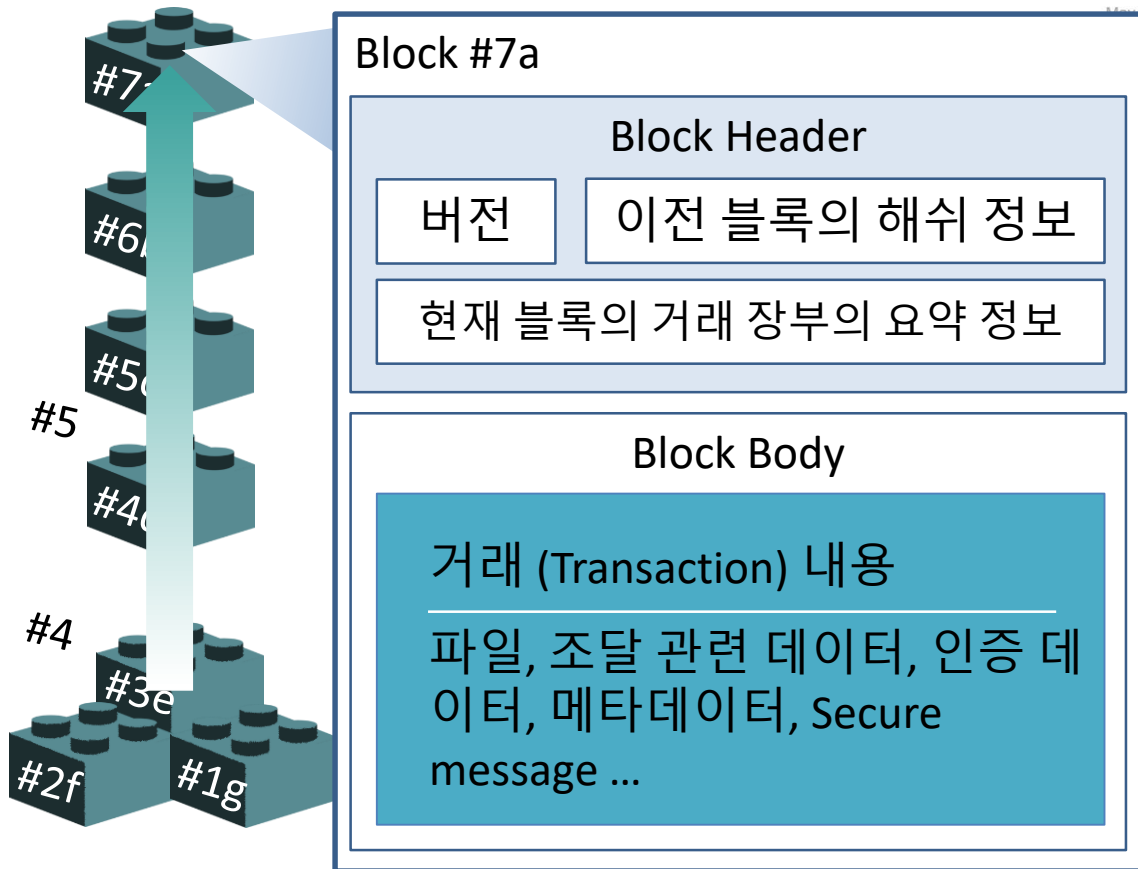 Block #7a
Block Header
버전
이전 블록의 해쉬 정보
현재 블록의 거래 장부의 요약 정보
Block Body
거래 (Transaction) 내용
파일, 조달 관련 데이터, 인증 데
이터, 메타데이터, Secure
message ...
#5
#4
#3e
#2f
#1g